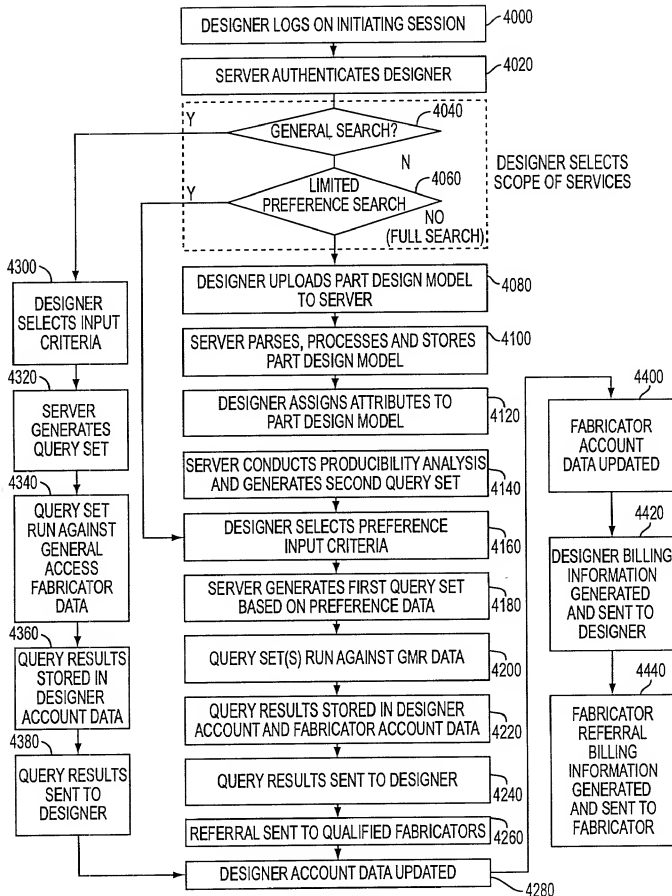 DESIGNER LOGS ON INITIATING SESSION
4000
SERVER AUTHENTICATES DESIGNER
4020
Y
GENERAL SEARCH?
4040
N
Y
LIMITED
PREFERENCE SEARCH
4060
NO
(FULL SEARCH)
DESIGNER SELECTS
SCOPE OF SERVICES
4300
DESIGNER
SELECTS INPUT
CRITERIA
4320
SERVER
GENERATES
QUERY SET
4340
QUERY SET
RUN AGAINST
GENERAL
ACCESS
FABRICATOR
DATA
4360
QUERY RESULTS
STORED IN
DESIGNER
ACCOUNT DATA
4380
QUERY RESULTS
SENT TO
DESIGNER
DESIGNER UPLOADS PART DESIGN MODEL
TO SERVER
4080
SERVER PARSES, PROCESSES AND STORES
PART DESIGN MODEL
4100
DESIGNER ASSIGNS ATTRIBUTES TO
PART DESIGN MODEL
4120
SERVER CONDUCTS PRODUCIBILITY ANALYSIS
AND GENERATES SECOND QUERY SET
4140
DESIGNER SELECTS PREFERENCE
INPUT CRITERIA
4160
SERVER GENERATES FIRST QUERY SET
BASED ON PREFERENCE DATA
4180
QUERY SET(S) RUN AGAINST GMR DATA
4200
QUERY RESULTS STORED IN DESIGNER
ACCOUNT AND FABRICATOR ACCOUNT DATA
4220
QUERY RESULTS SENT TO DESIGNER
4240
REFERRAL SENT TO QUALIFIED FABRICATORS
4260
DESIGNER ACCOUNT DATA UPDATED
4280
4400
FABRICATOR
ACCOUNT
DATA UPDATED
4420
DESIGNER BILLING
INFORMATION
GENERATED
AND SENT TO
DESIGNER
4440
FABRICATOR
REFERRAL
BILLING
INFORMATION
GENERATED
AND SENT TO
FABRICATOR